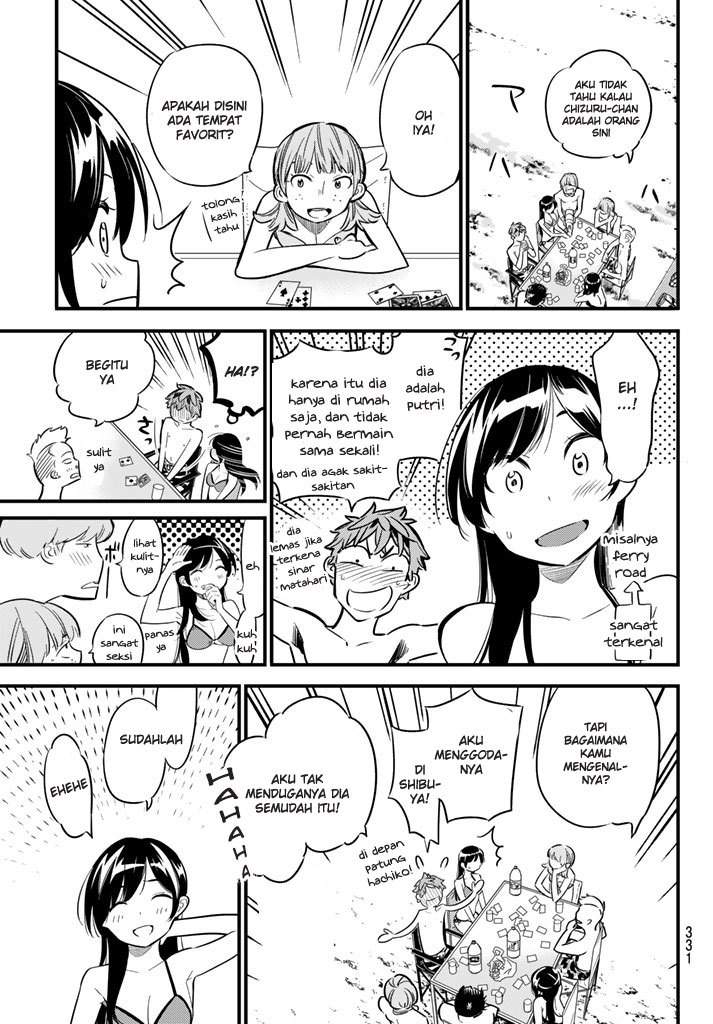 AKU TIDAK
TAHU KALAU
CHIZURU-CHAN
ADALAH ORANG
SINI
OH
IYA!
APAKAH DISINI
ADA TEMPAT
FAVORIT?
tolong
kasih
tahu
EH
...!
misalnya
ferry
road
sangat
terkenal
dia
adalah
putri!
karena itu dia
hanya di rumah
saja, dan tidak
pernah bermain
sama sekali!
dan dia agak sakit-
sakitan
dia
lemas jika
terkena
sinar
matahari
HA!?
BEGITU
YA
sulit
ya
eh
kuh
kuh
lihat
kulit-
nya
panas
ya
ini
sangat
seksi
TAPI
BAGAIMANA
KAMU
MENGENAL-
NYA?
AKU
MENGGODA-
NYA
DI
SHIBU-
YA!
di depan
patung
hachiko!
AKU TAK
MENDUGANYA DIA
SEMUDAH ITU!
HAHAHAHA
SUDAHLAH
EHEHE
331